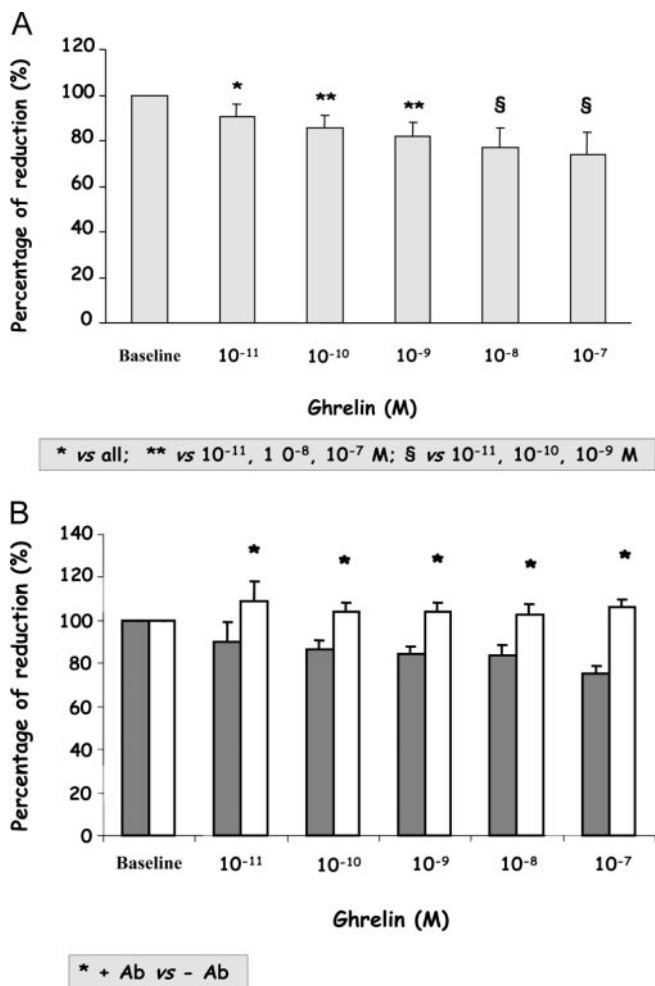 A
Percentage of reduction (%)
120
100
80
60
40
20
0
*
**
**
§
§
Baseline 10⁻¹¹ 10⁻¹⁰ 10⁻⁹ 10⁻⁸ 10⁻⁷
Ghrelin (M)
* vs all; ** vs 10⁻¹¹, 1 0⁻⁸, 10⁻⁷ M; § vs 10⁻¹¹, 10⁻¹⁰, 10⁻⁹ M
B
Percentage of reduction (%)
140
120
100
80
60
40
20
0
*
*
*
*
*
Baseline 10⁻¹¹ 10⁻¹⁰ 10⁻⁹ 10⁻⁸ 10⁻⁷
Ghrelin (M)
* + Ab vs - Ab